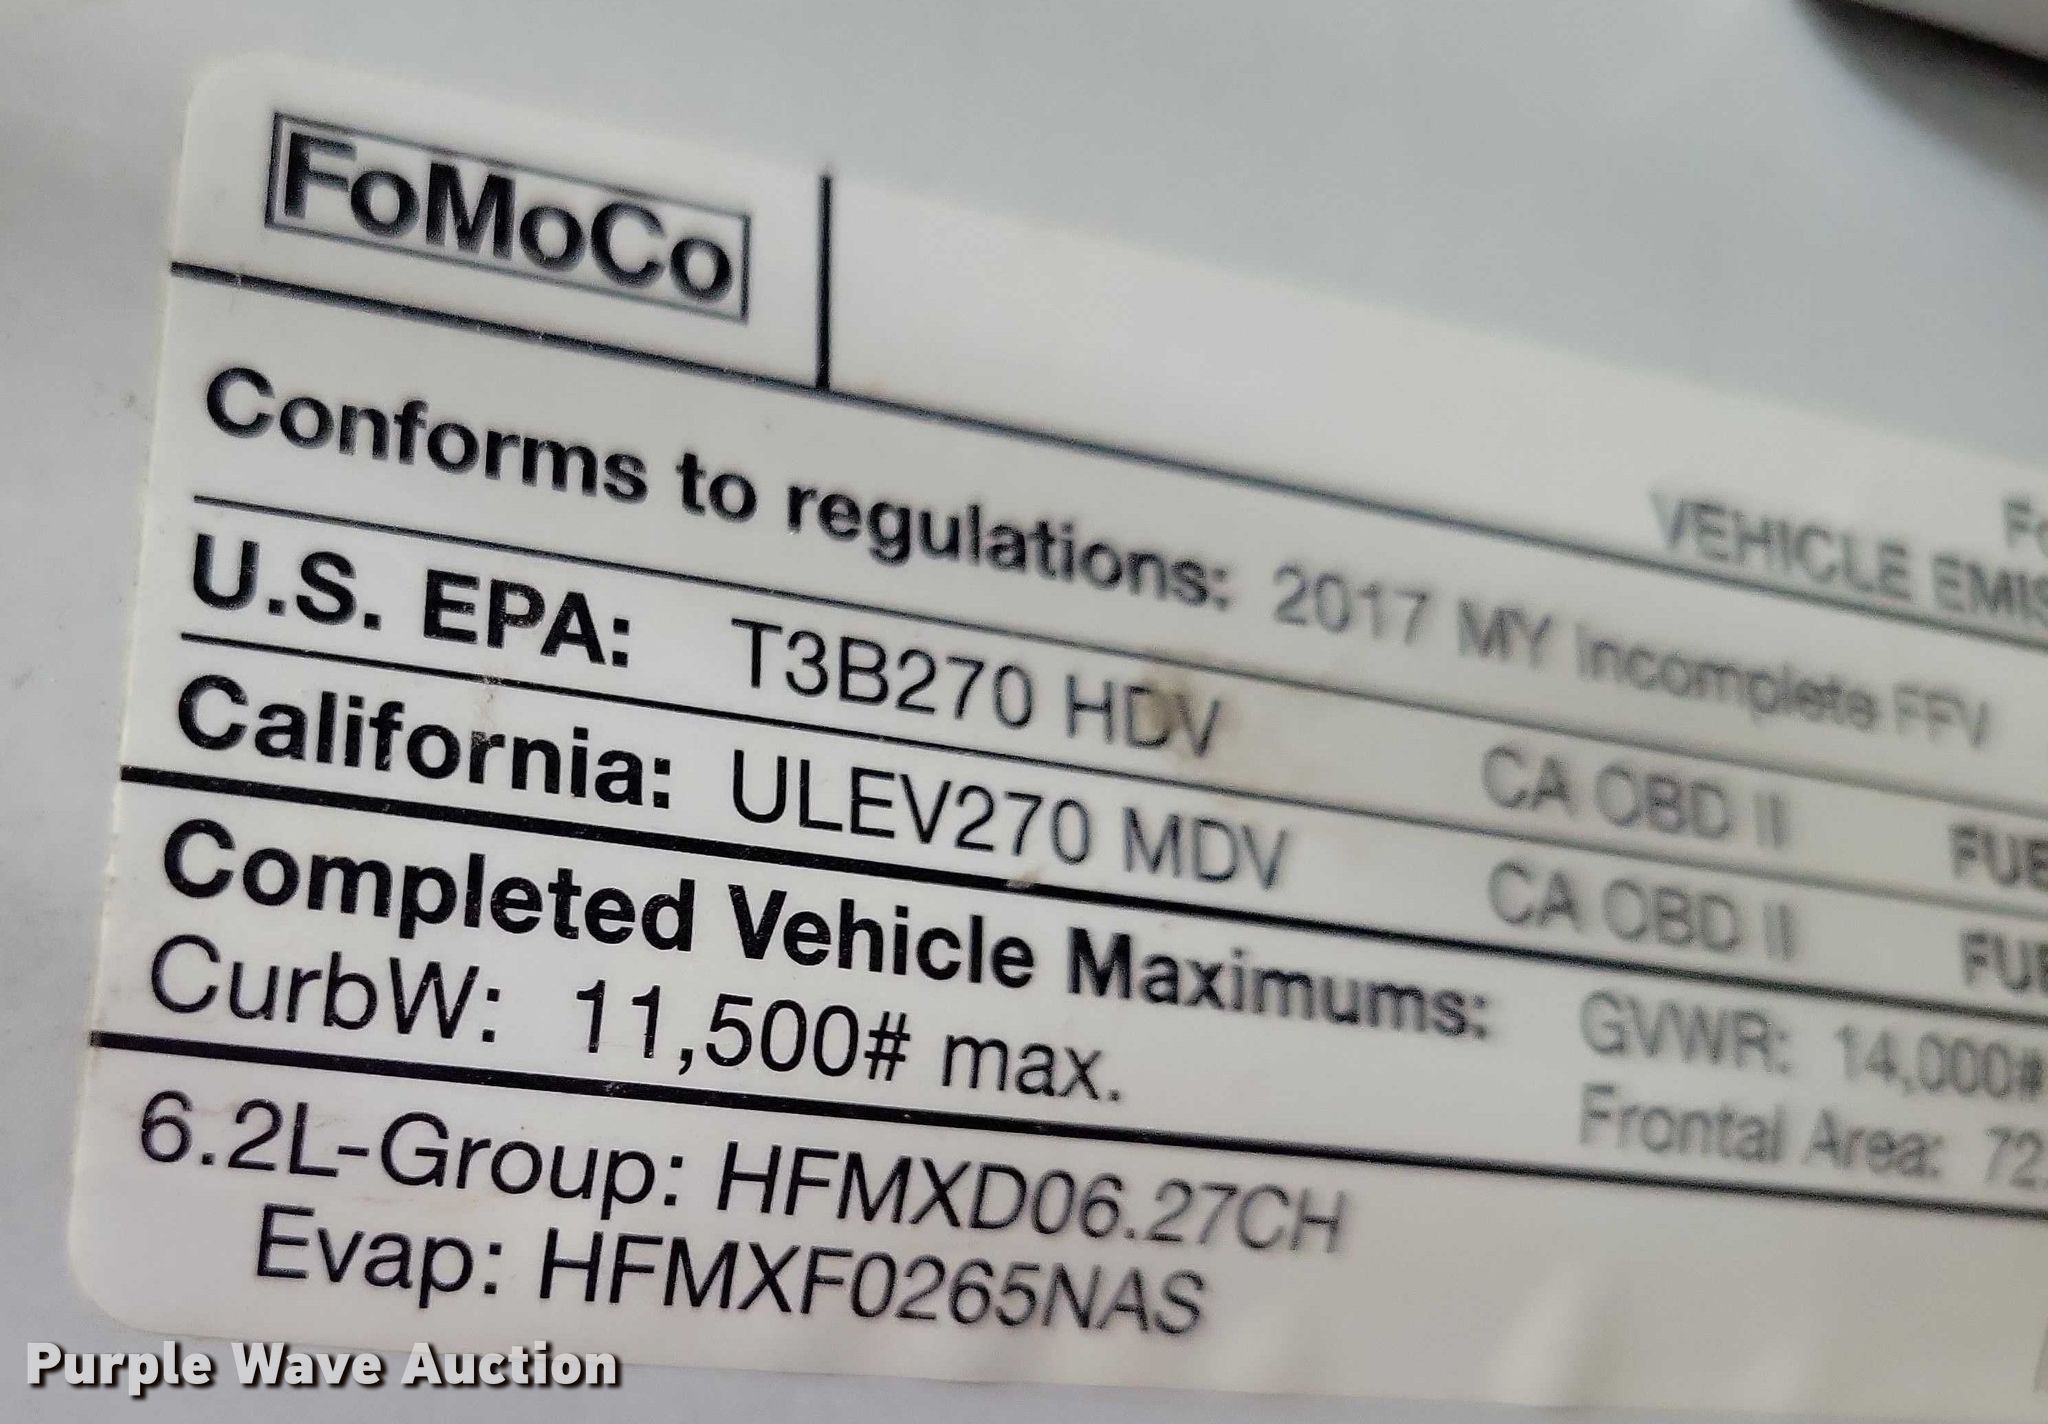 FoMoCo
VEHICLE EMIS
Conforms to regulations: 2017 MY Incomplete FFV
U.S. EPA: T3B270 HDV CA OBD II
California: ULEV270 MDV CA OBD II
Completed Vehicle Maximums: GVWR: 14,000#
CurbW: 11,500# max. Frontal Area: 72.
6.2L-Group: HFMXD06.27CH
Evap: HFMXF0265NAS
Purple Wave Auction